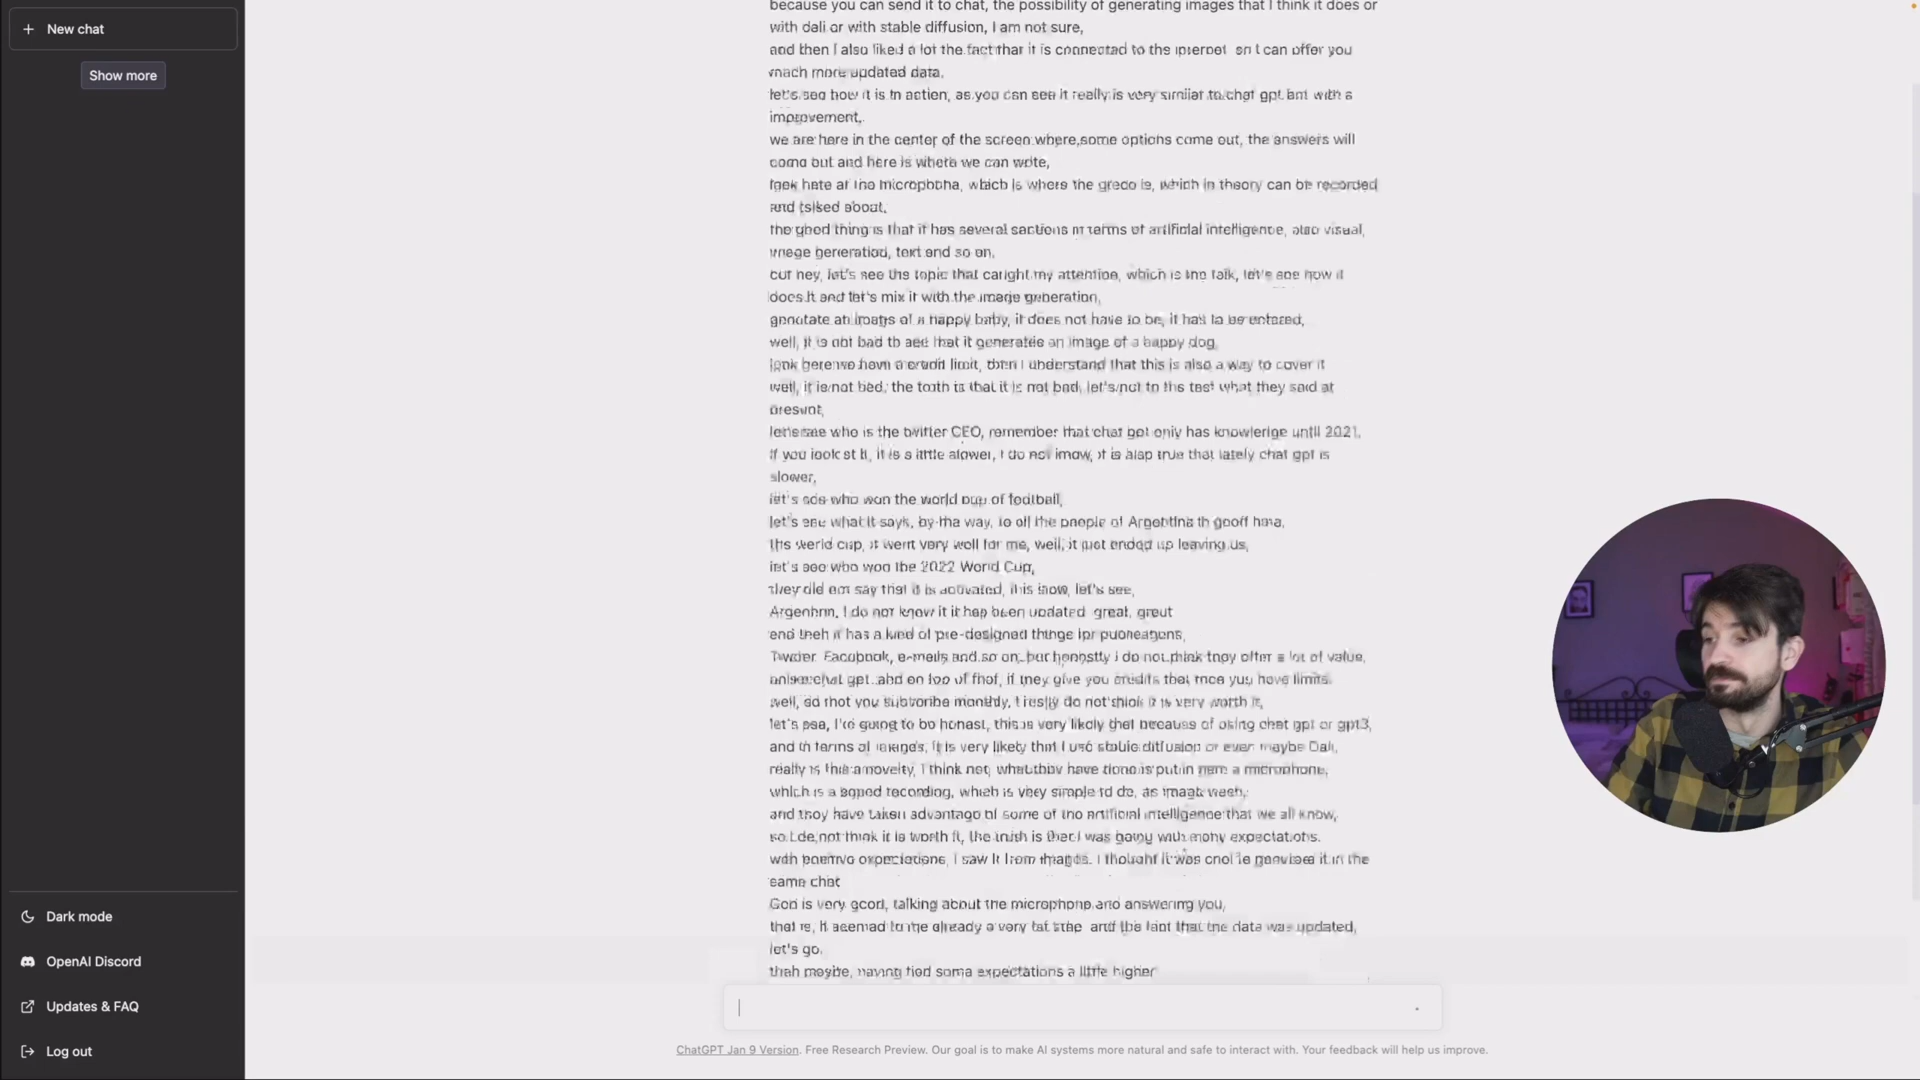 New chat
Show more
because you can send it to chat, the possibility of generating images that I think it does or
with dali or with stable diffusion, I am not sure,
and then I also liked a lot the fact that it is connected to the internet can offer you
much more updated data,
let's see how it is in action, as you can see it really is very similar to chat gpt but with a
improvement,
we are here in the center of the screen where some options come out, the answers will
come out and here is where we can write,
look here at the microphone, which is where the is, which in theory can be recorded
and talked about,
the good thing is that it has several sections in terms of artificial intelligence, visual,
image generation, text and so on,
but hey, let's see the topic that caught my attention, which is the talk, let's see how it
does it and let's mix it with the image generation,
an image of a happy baby, it does not have to be, it has to be entered,
well, it is not bad to see that it generates an image of a happy dog,
look here we have a credit limit, then I understand that this is also a way to cover it
well, it is not bad, the truth is that it is not bad, let's put to the test what they said at
present,
let's see who is the twitter CEO, remember that chat gpt only has knowledge until 2021,
If you look at it, it is a little slower, I do not know, it is also true that lately chat gpt is
slower,
let's see who won the world cup of football,
let's see what it says, by the way, to all the people of Argentina
the world cup, it went very well for me, well, it just ended up leaving us,
let's see who won the 2022 World Cup,
they did not say that it is activated, it is slow, let's see,
I do not know if it has been updated great, great
and then it has a kind of pre-designed things for
Twitter Facebook, e-mails and so on, but honestly I do not think they offer a lot of value,
chat gpt and on top of that, if they give you credits that you have limits
well, so that you subscribe monthly, I really do not think it is very worth it,
let's see, I'm going to be honest, this is very likely that because of using chat gpt or gpt3,
and in terms of images, it is very likely that I use stable diffusion or even maybe Dali,
really is this a novelty, I think not, what they have done is put in here a microphone,
which is a recording, which is very simple to do, as
and they have taken advantage of some of the artificial intelligence that we all know,
so I do not think it is worth it, the truth is that I was going with many expectations.
with positive expectations, I saw it from images. I thought it was cool to generate it in the
same chat
God is very good, talking about the microphone and answering you,
that is, it seemed to me already a very and the fact that the data was updated,
let's go.
that maybe, having had some expectations a little higher
Dark mode
OpenAI Discord
Updates & FAQ
Log out
ChatGPT Jan 9 Version. Free Research Preview. Our goal is to make AI systems more natural and safe to interact with. Your feedback will help us improve.